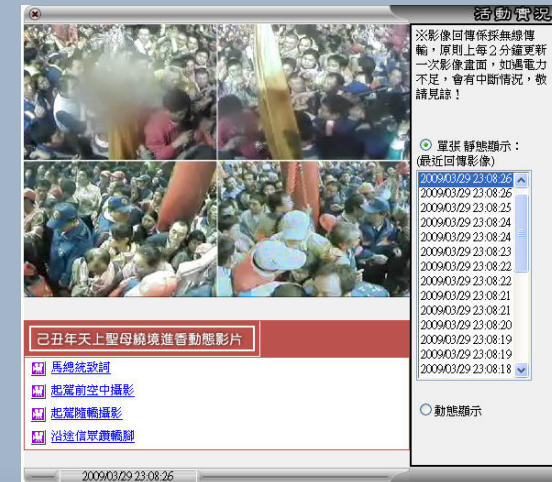 活動實況
※影像回傳係採無線傳
輸，原則上每2分鐘更新
一次影像畫面，如遇電力
不足，會有中斷情況，敬
請見諒！
單張 靜態顯示：
(最近回傳影像)
2009/03/29 23:08:26
2009/03/29 23:08:26
2009/03/29 23:08:25
2009/03/29 23:08:24
2009/03/29 23:08:24
2009/03/29 23:08:23
2009/03/29 23:08:22
2009/03/29 23:08:22
2009/03/29 23:08:21
2009/03/29 23:08:21
2009/03/29 23:08:20
2009/03/29 23:08:19
2009/03/29 23:08:19
2009/03/29 23:08:18
動態顯示
己丑年天上聖母繞境進香動態影片
馬總統致詞
起駕前空中攝影
起駕隨轎攝影
沿途信眾鑽轎腳
2009/03/29 23:08:26